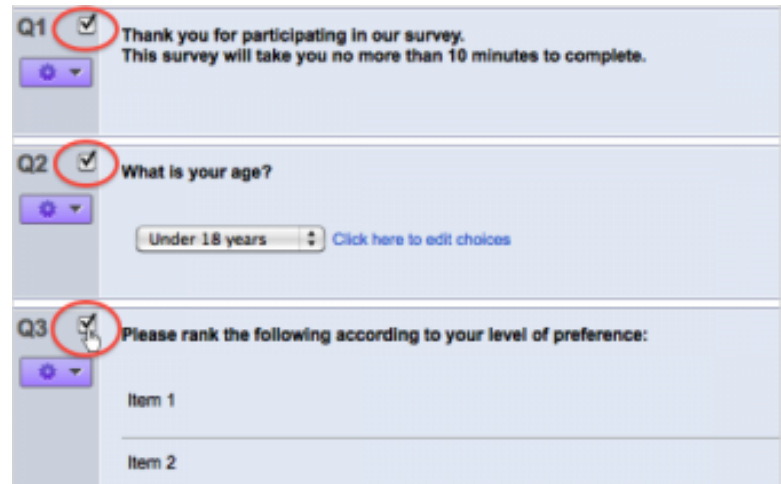 Q1
Thank you for participating in our survey.
This survey will take you no more than 10 minutes to complete.
Q2
What is your age?
Under 18 years Click here to edit choices
Q3
Please rank the following according to your level of preference:
Item 1
Item 2